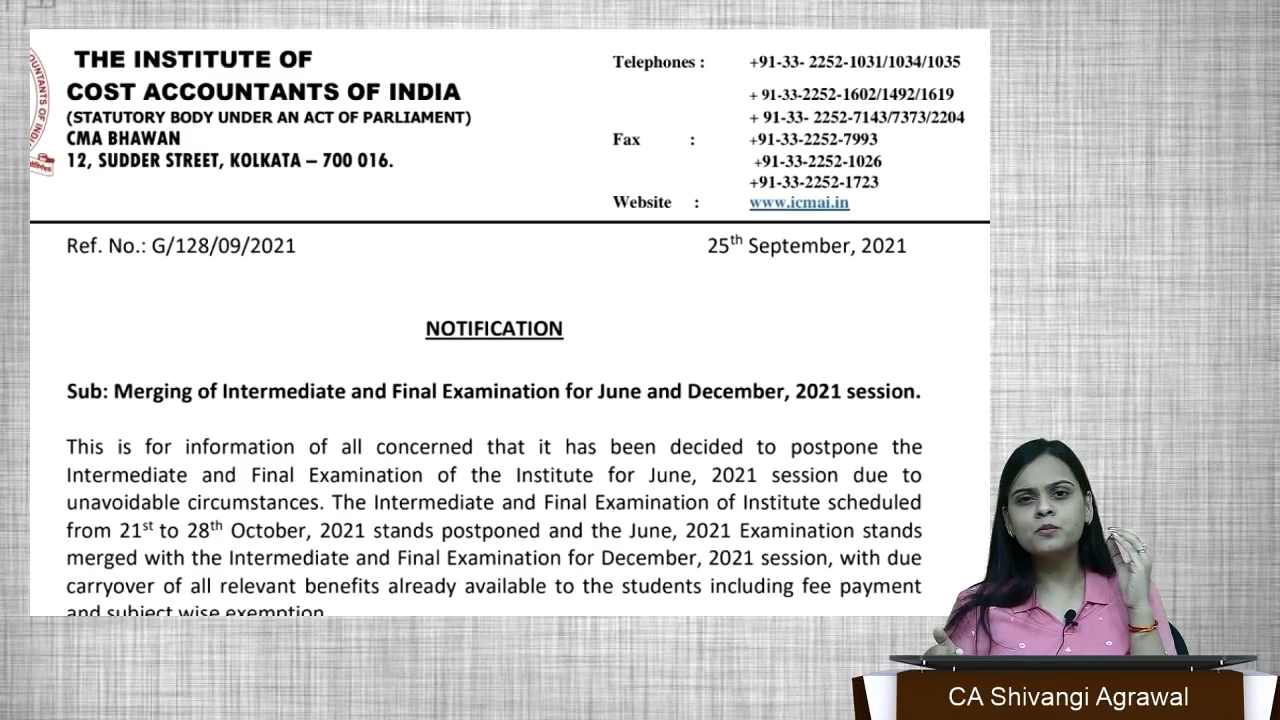 THE INSTITUTE OF
COST ACCOUNTANTS OF INDIA
(STATUTORY BODY UNDER AN ACT OF PARLIAMENT)
CMA BHAWAN
12, SUDDER STREET, KOLKATA – 700 016.
Telephones : +91-33- 2252-1031/1034/1035
+ 91-33-2252-1602/1492/1619
+ 91-33- 2252-7143/7373/2204
Fax : +91-33-2252-7993
+91-33-2252-1026
+91-33-2252-1723
Website : www.icmai.in
Ref. No.: G/128/09/2021 25th September, 2021
NOTIFICATION
Sub: Merging of Intermediate and Final Examination for June and December, 2021 session.
This is for information of all concerned that it has been decided to postpone the
Intermediate and Final Examination of the Institute for June, 2021 session due to
unavoidable circumstances. The Intermediate and Final Examination of Institute scheduled
from 21st to 28th October, 2021 stands postponed and the June, 2021 Examination stands
merged with the Intermediate and Final Examination for December, 2021 session, with due
carryover of all relevant benefits already available to the students including fee payment
and subject wise exemption
CA Shivangi Agrawal